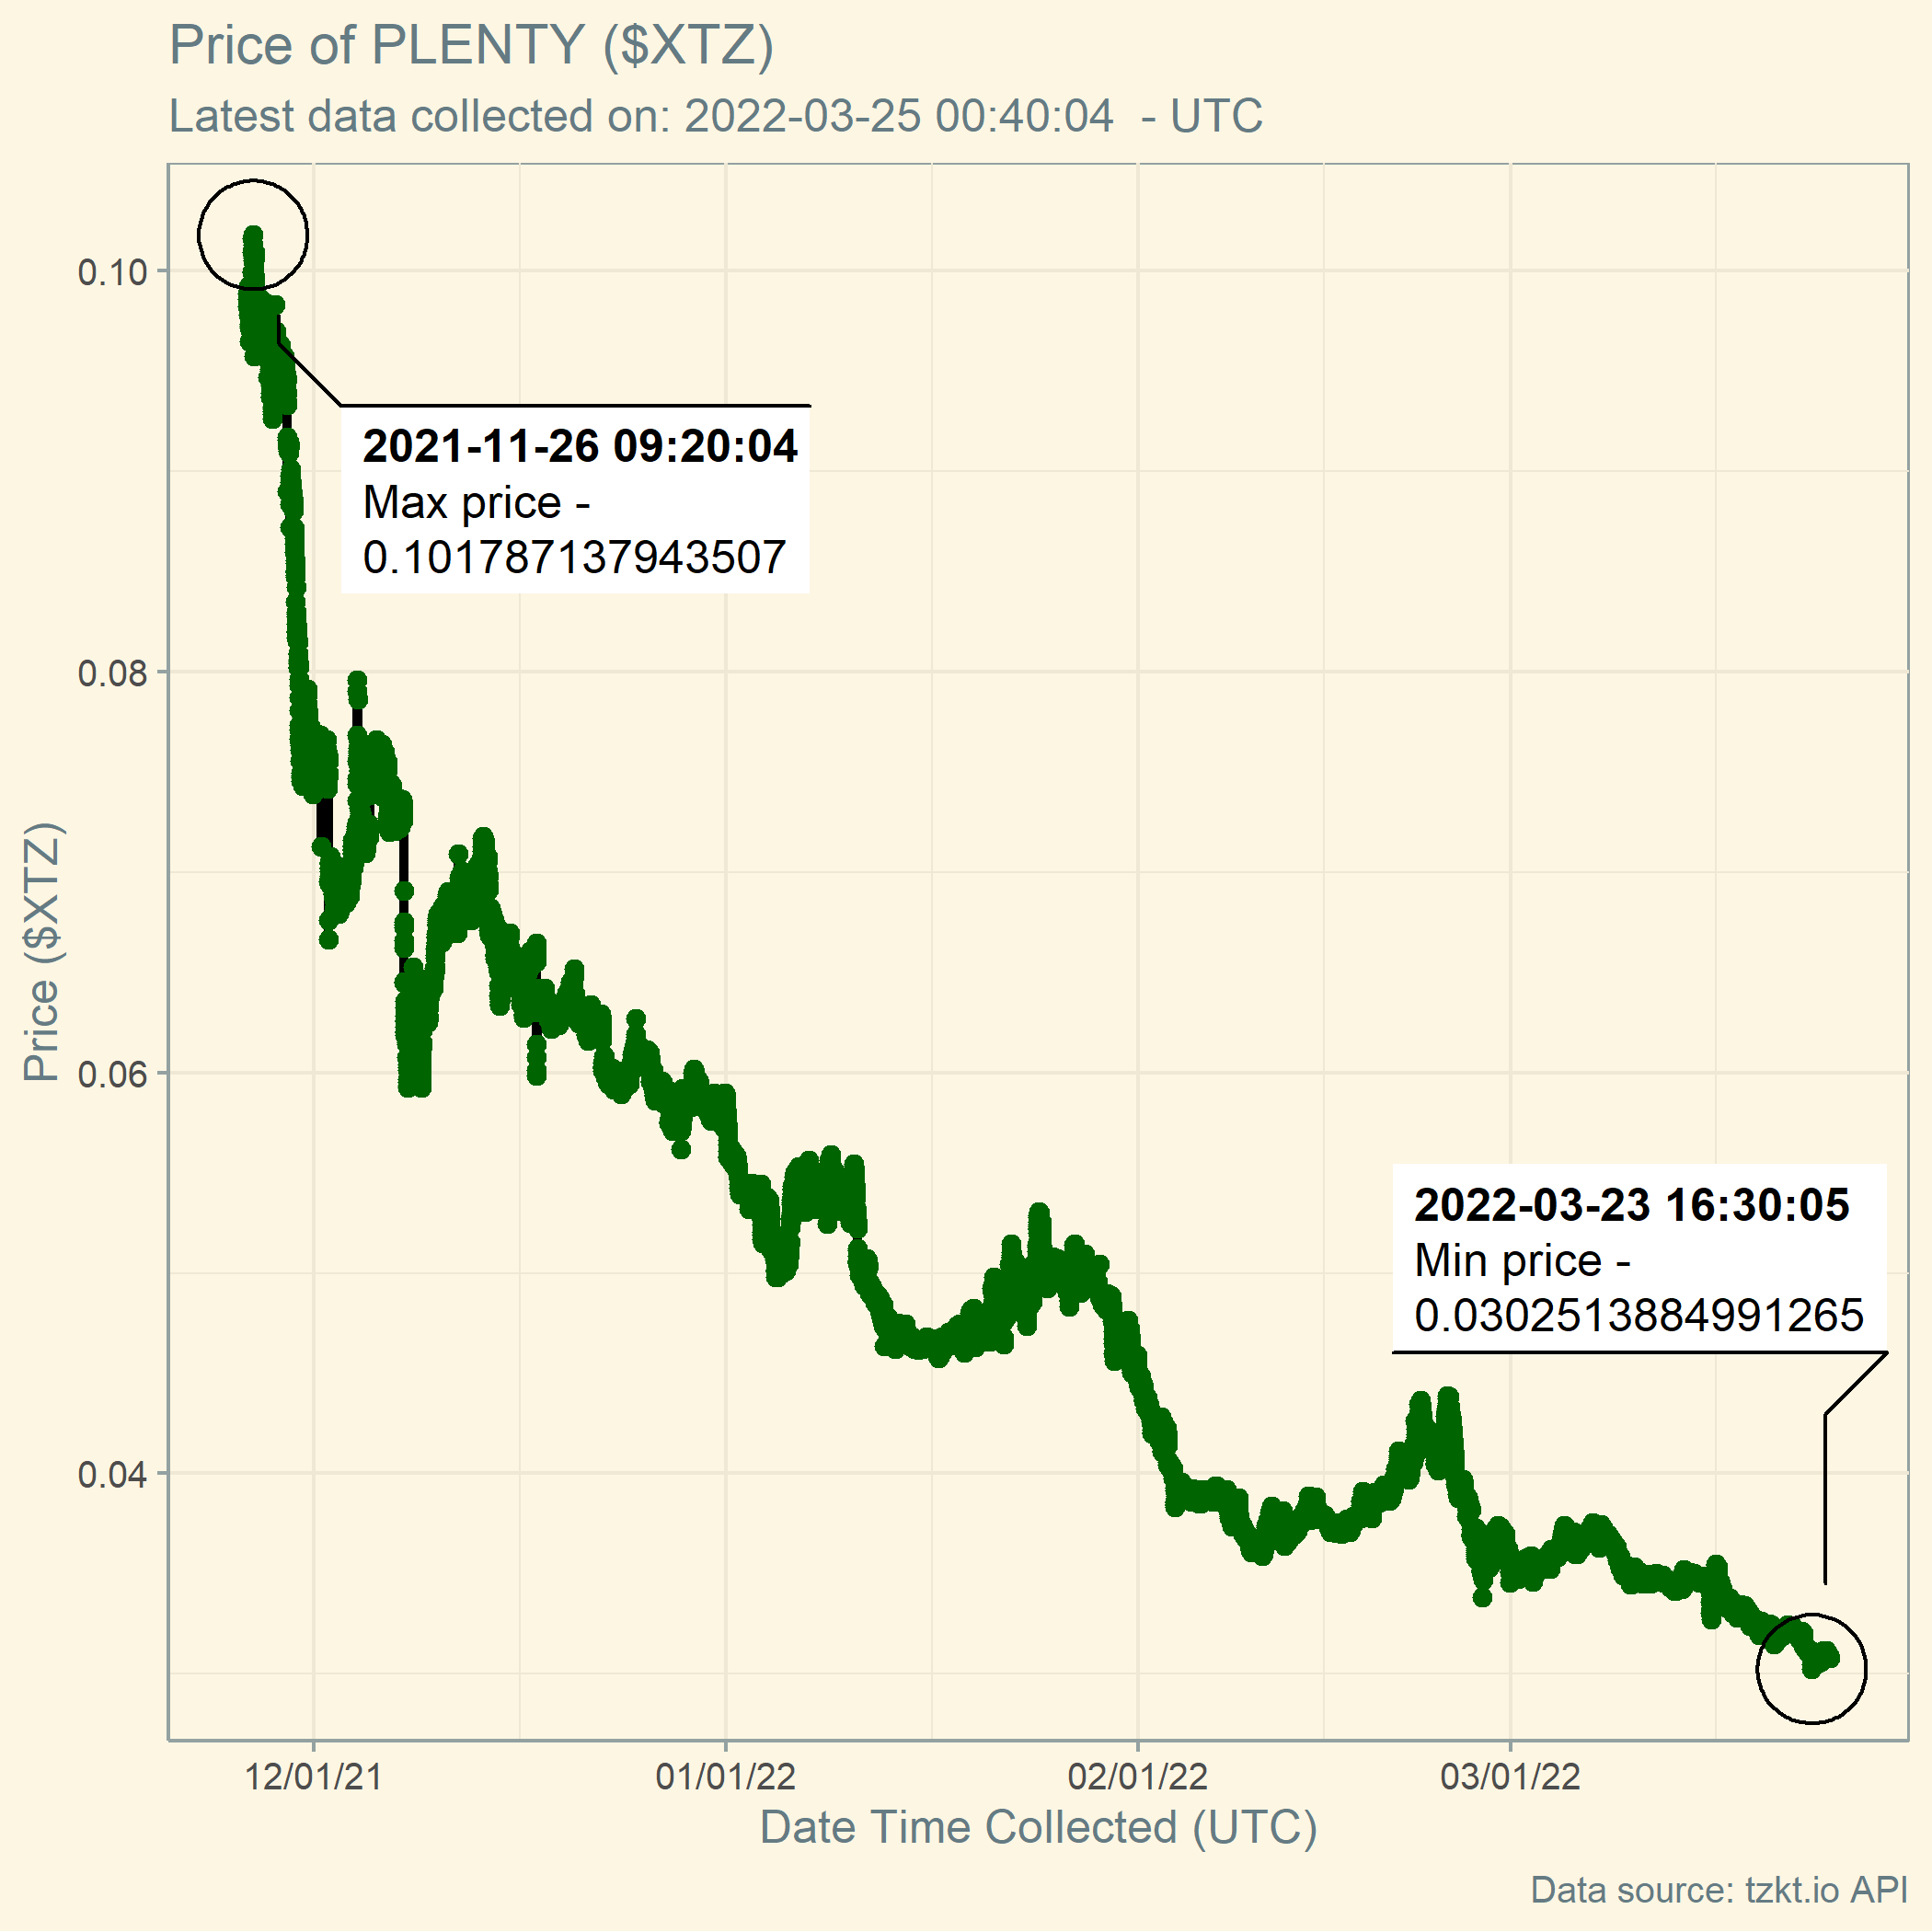 Price of PLENTY ($XTZ)
Latest data collected on: 2022-03-25 00:40:04  - UTC
0.10
0.08
0.06
0.04
Price ($XTZ)
2021-11-26 09:20:04
Max price -
0.101787137943507
2022-03-23 16:30:05
Min price -
0.0302513884991265
12/01/21
01/01/22
02/01/22
03/01/22
Date Time Collected (UTC)
Data source: tzkt.io API